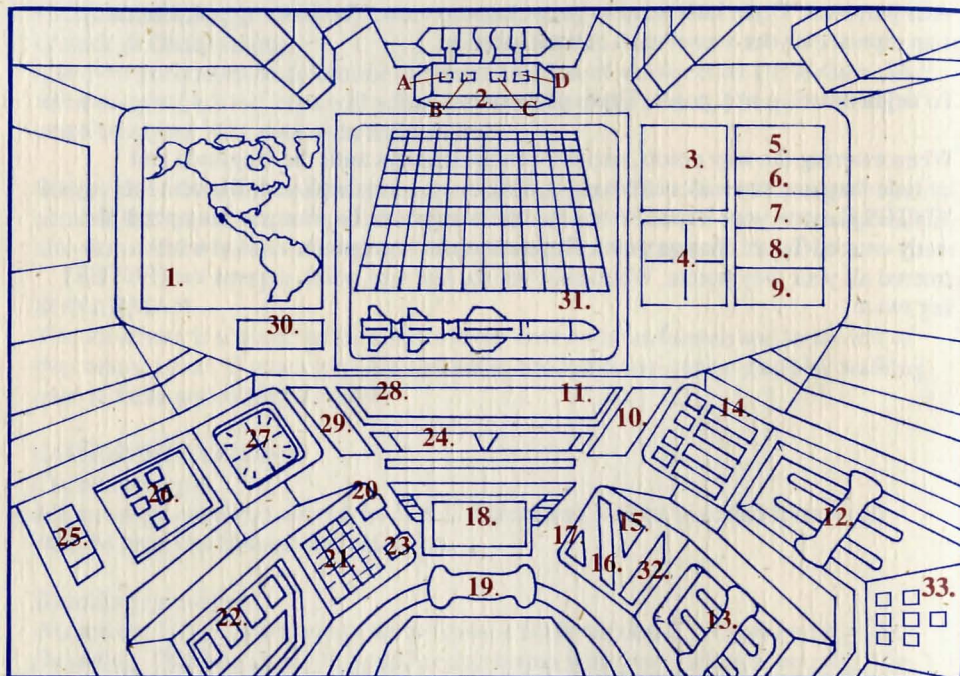 A D
B 2. C
5.
3.
6.
7.
8.
4.
1.
9.
31.
30.
28. 11.
29. 10. 14.
24.
27.
20. 26.
18. 15. 12.
25. 23 17.
21. 16. 32.
19. 33.
22. 13.